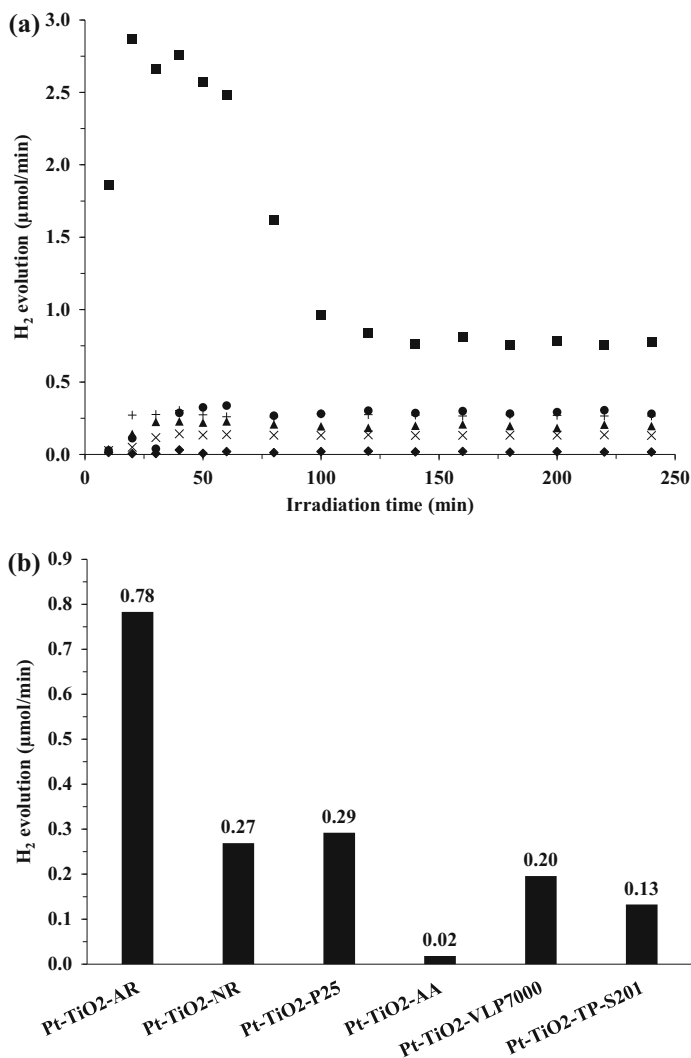 (a)
3.0
2.5
2.0
1.5
1.0
0.5
0.0
H2 evolution (μmol/min)
0 50 100 150 200 250
Irradiation time (min)
(b)
0.9
0.8
0.7
0.6
0.5
0.4
0.3
0.2
0.1
0.0
H2 evolution (μmol/min)
0.78
0.27
0.29
0.02
0.20
0.13
Pt-TiO2-AR
Pt-TiO2-NR
Pt-TiO2-P25
Pt-TiO2-AA
Pt-TiO2-VLP7000
Pt-TiO2-TP-S201